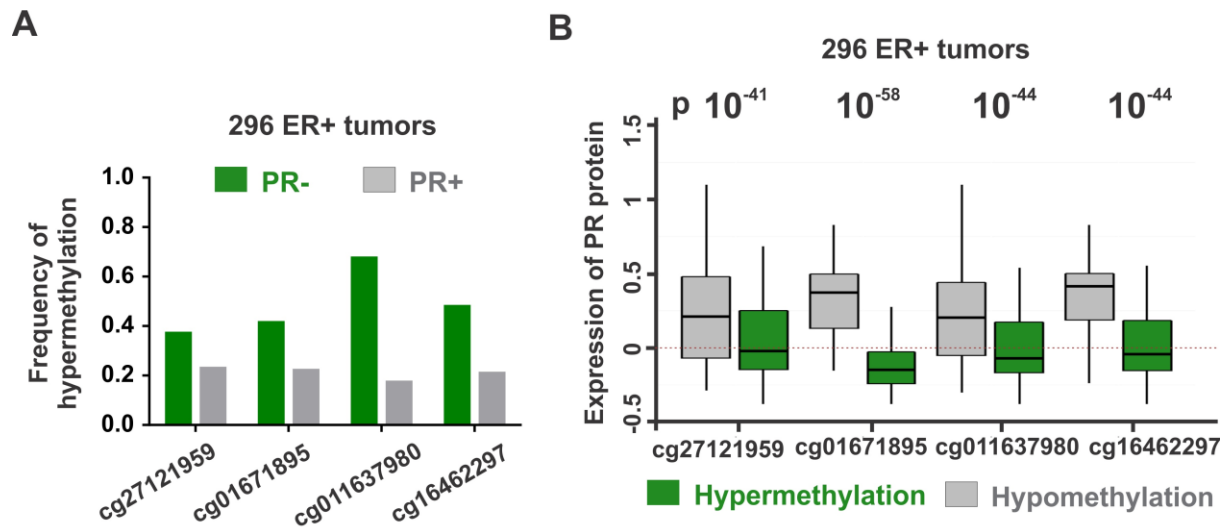 A
296 ER+ tumors
PR- PR+
Frequency of
hypermethylation
1.0
0.8
0.6
0.4
0.2
0.0
cg27121959
cg01671895
cg011637980
cg16462297
B
296 ER+ tumors
p 10-41 10-58 10-44 10-44
Expression of PR protein
1.5
1
0.5
0
-0.5
cg27121959 cg01671895 cg011637980 cg16462297
Hypermethylation Hypomethylation